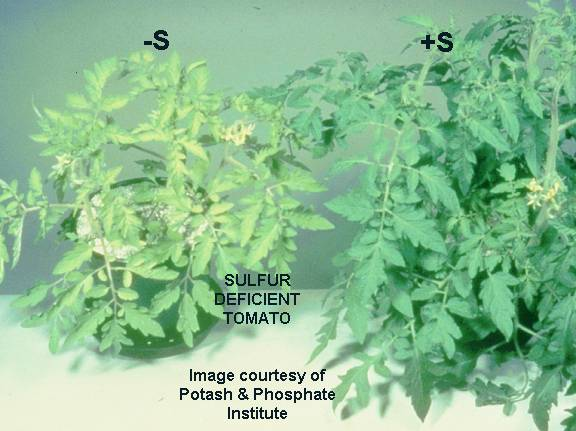 -S
+S
SULFUR
DEFICIENT
TOMATO
Image courtesy of
Potash & Phosphate
Institute